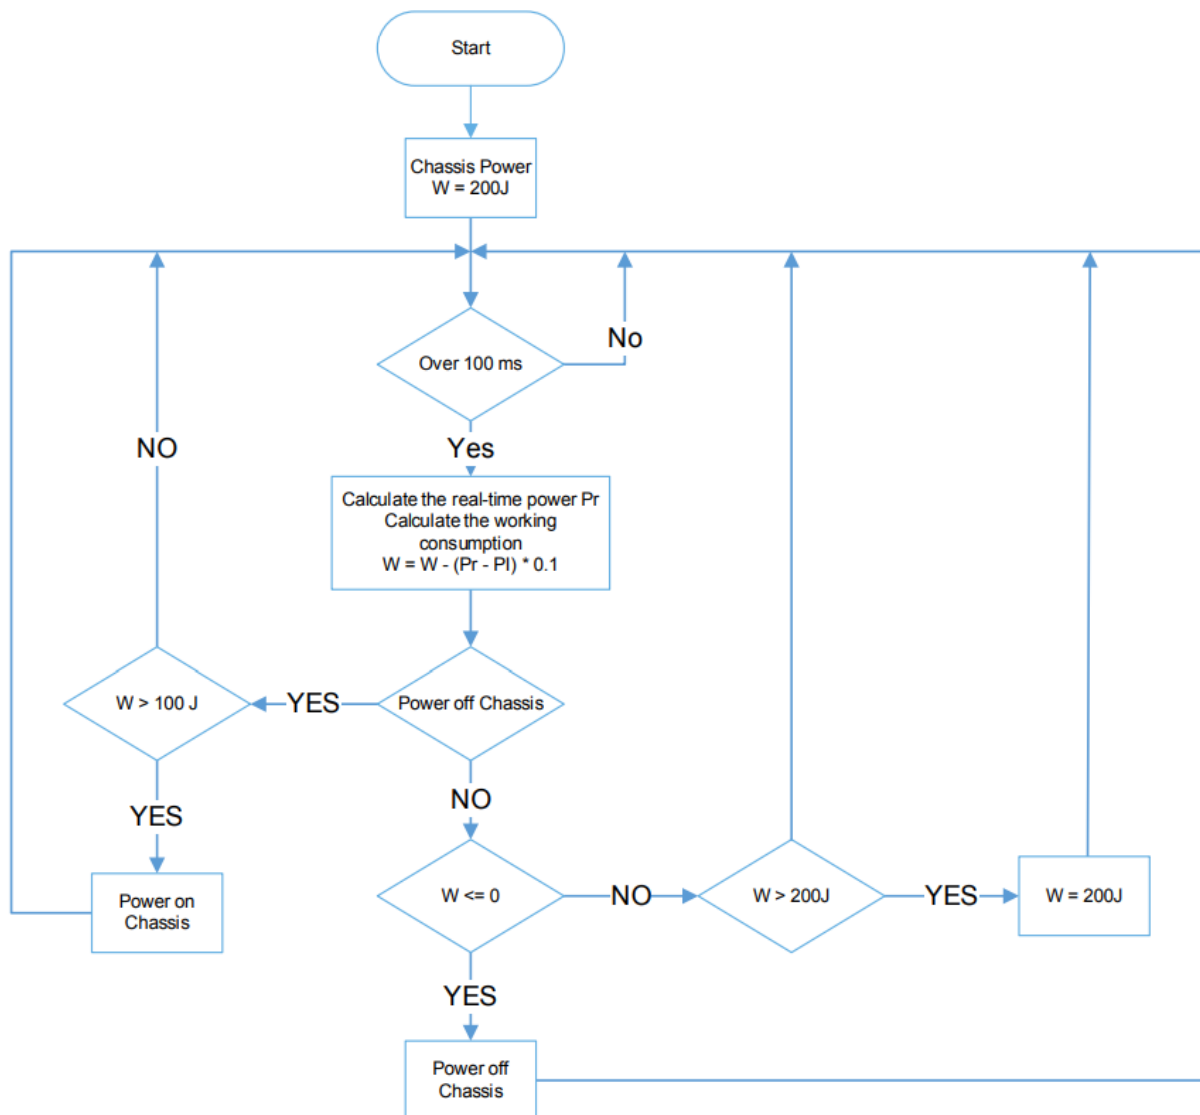 Start
Chassis Power
W = 200J
Over 100 ms
No
Yes
NO
Calculate the real-time power Pr
Calculate the working
consumption
W = W - (Pr - Pl) * 0.1
W > 100 J
YES
Power off Chassis
YES
NO
Power on
Chassis
W <= 0
NO
W > 200J
YES
W = 200J
YES
Power off
Chassis